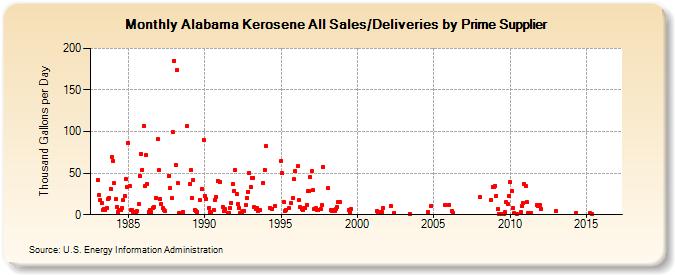 Monthly Alabama Kerosene All Sales/Deliveries by Prime Supplier
Thousand Gallons per Day
200
150
100
50
0
1985 1990 1995 2000 2005 2010 2015
Source: U.S. Energy Information Administration